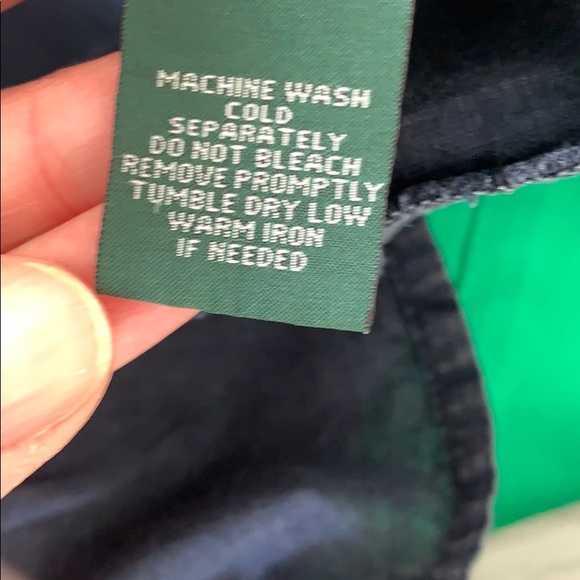 MACHINE WASH
COLD
SEPARATELY
DO NOT BLEACH
REMOVE PROMPTLY
TUMBLE DRY LOW
WARM IRON
IF NEEDED